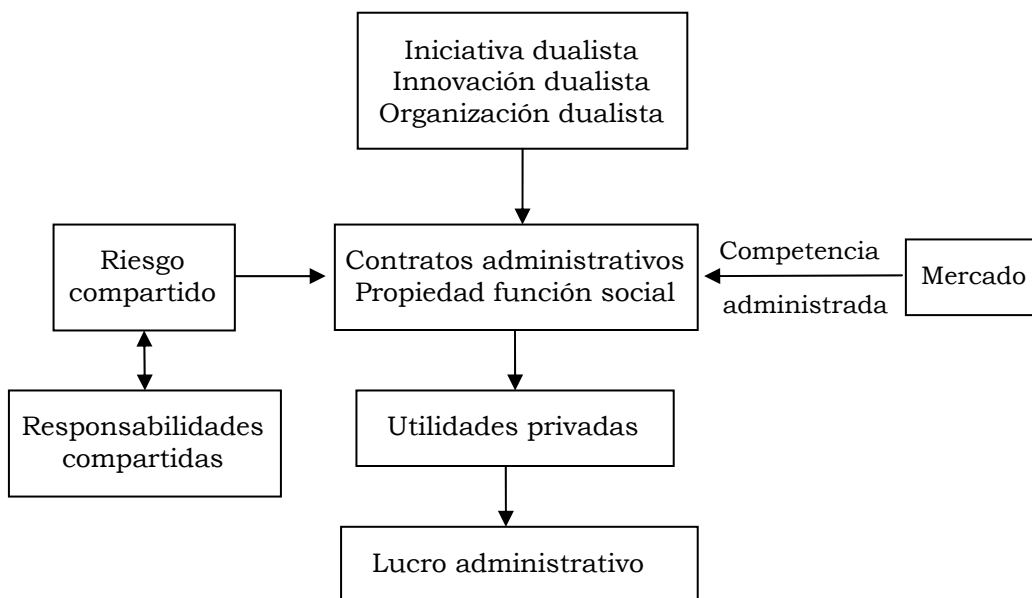 Iniciativa dualista
Innovación dualista
Organización dualista
Riesgo
compartido
Contratos administrativos
Propiedad función social
Competencia
administrada
Mercado
Responsabilidades
compartidas
Utilidades privadas
Lucro administrativo